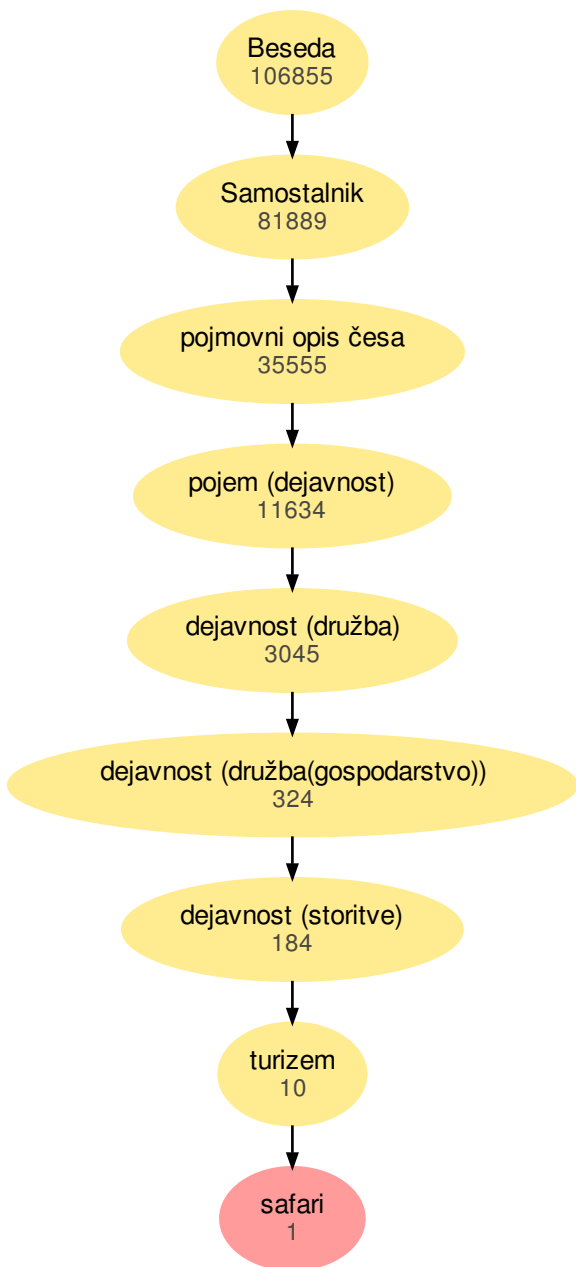 Beseda
106855
Samostalnik
81889
pojmovni opis česa
35555
pojem (dejavnost)
11634
dejavnost (družba)
3045
dejavnost (družba(gospodarstvo))
324
dejavnost (storitve)
184
turizem
10
safari
1